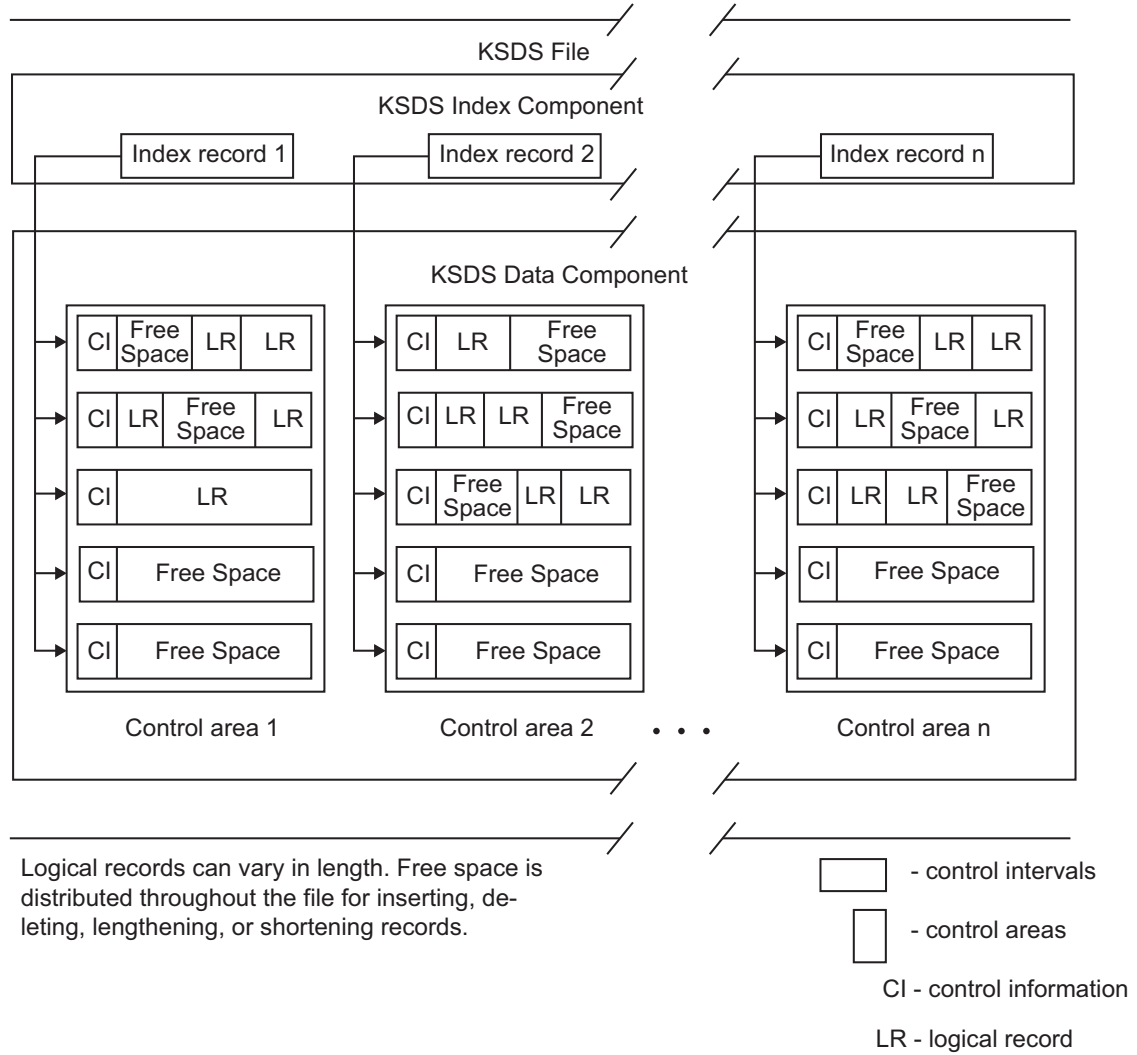 KSDS File
KSDS Index Component
Index record 1
Index record 2
Index record n
KSDS Data Component
CI Free Space LR LR
CI LR Free Space
CI Free Space LR LR
CI LR Free Space LR
CI LR LR Free Space
CI LR Free Space LR
CI LR
CI Free Space LR LR
CI LR LR Free Space
CI Free Space
CI Free Space
CI Free Space
CI Free Space
CI Free Space
CI Free Space
Control area 1
Control area 2
. . .
Control area n
Logical records can vary in length. Free space is
distributed throughout the file for inserting, de-
leting, lengthening, or shortening records.
- control intervals
- control areas
CI - control information
LR - logical record